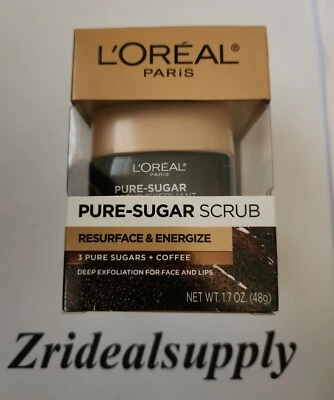 L'ORÉAL®
PARIS
L'ORÉAL
PARIS
PURE-SUGAR
PURE-SUGAR SCRUB
RESURFACE & ENERGIZE
3 PURE SUGARS + COFFEE
DEEP EXFOLIATION FOR FACE AND LIPS
NET WT. 1.7 OZ. (48g)
Zridealsupply